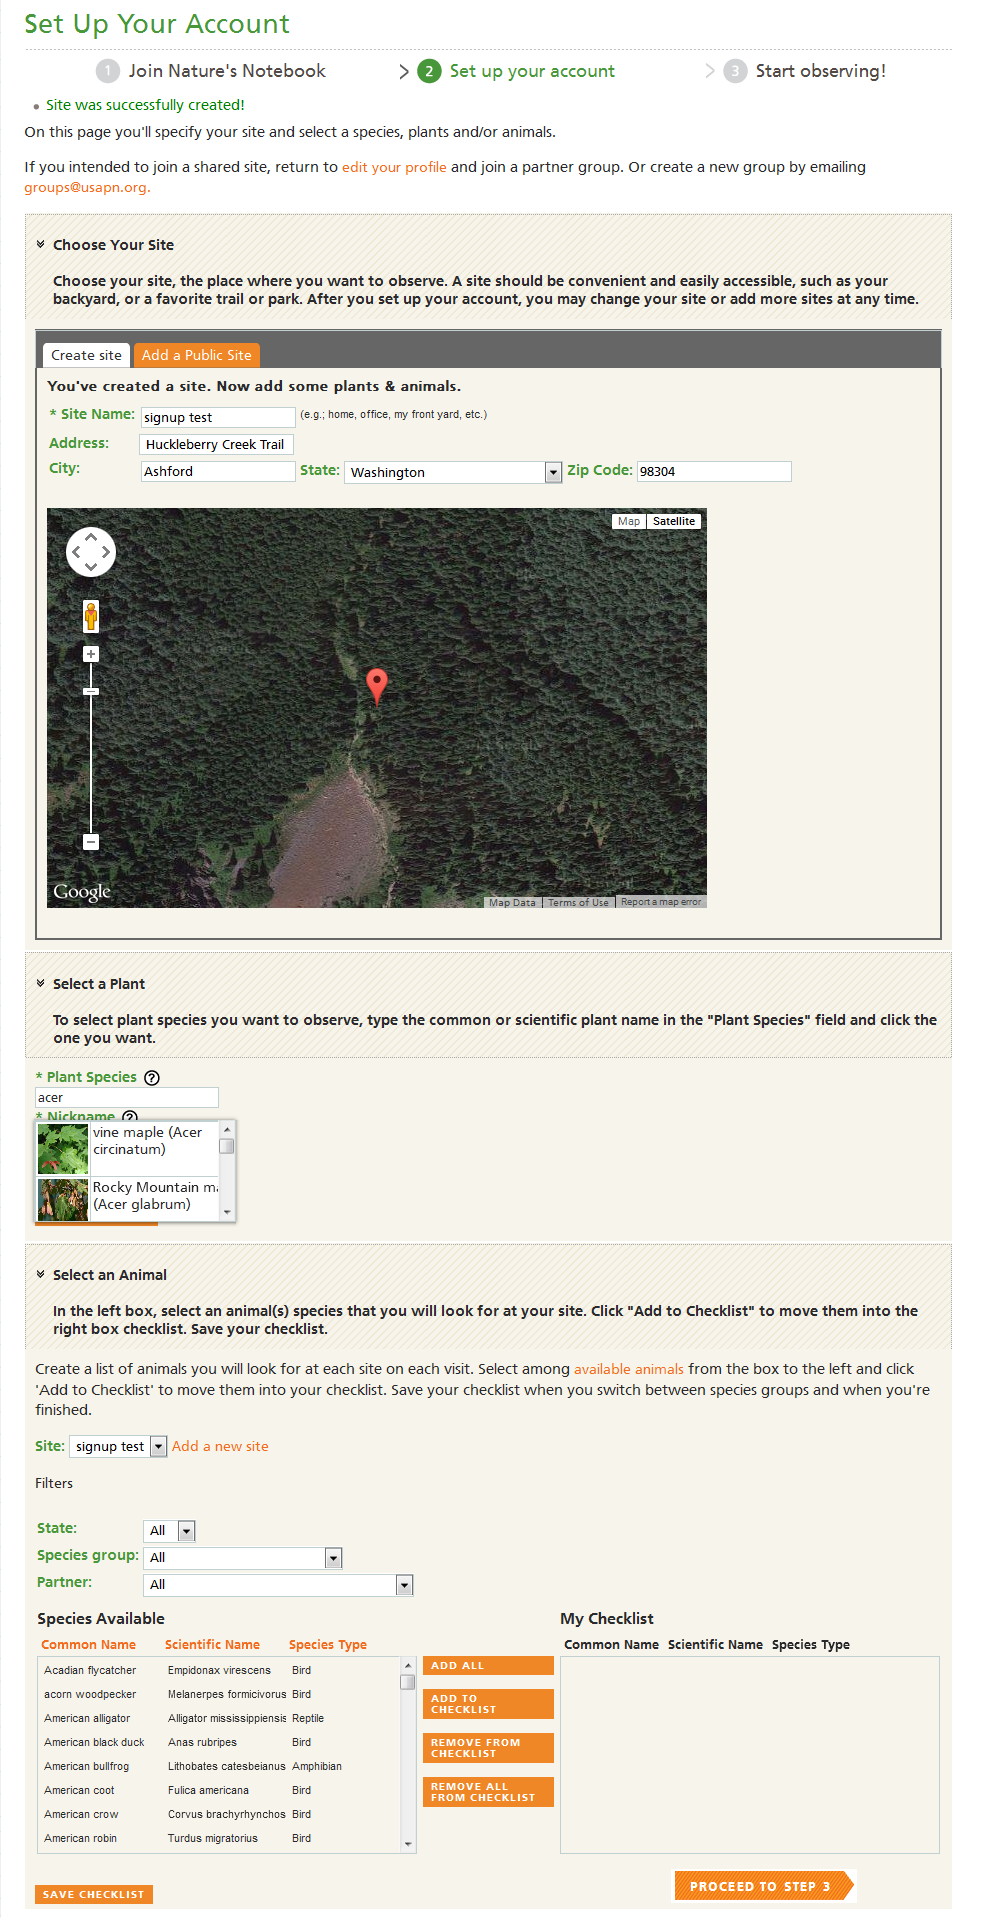 Set Up Your Account
1 Join Nature's Notebook > 2 Set up your account > 3 Start observing!
• Site was successfully created!
On this page you'll specify your site and select a species, plants and/or animals.
If you intended to join a shared site, return to edit your profile and join a partner group. Or create a new group by emailing
groups@usapn.org.
Choose Your Site
Choose your site, the place where you want to observe. A site should be convenient and easily accessible, such as your
backyard, or a favorite trail or park. After you set up your account, you may change your site or add more sites at any time.
Create site Add a Public Site
You've created a site. Now add some plants & animals.
* Site Name: signup test (e.g.; home, office, my front yard, etc.)
Address: Huckleberry Creek Trail
City: Ashford State: Washington Zip Code: 98304
Map Satellite
Google
Map Data Terms of Use Report a map error
Select a Plant
To select plant species you want to observe, type the common or scientific plant name in the "Plant Species" field and click the
one you want.
* Plant Species ?
acer
* Nickname ?
vine maple (Acer
circinatum)
Rocky Mountain ma
(Acer glabrum)
Select an Animal
In the left box, select an animal(s) species that you will look for at your site. Click "Add to Checklist" to move them into the
right box checklist. Save your checklist.
Create a list of animals you will look for at each site on each visit. Select among available animals from the box to the left and click
'Add to Checklist' to move them into your checklist. Save your checklist when you switch between species groups and when you're
finished.
Site: signup test Add a new site
Filters
State: All
Species group: All
Partner: All
Species Available
Common Name Scientific Name Species Type
Acadian flycatcher Empidonax virescens Bird
acorn woodpecker Melanerpes formicivorus Bird
American alligator Alligator mississippiensis Reptile
American black duck Anas rubripes Bird
American bullfrog Lithobates catesbeianus Amphibian
American coot Fulica americana Bird
American crow Corvus brachyrhynchos Bird
American robin Turdus migratorius Bird
ADD ALL
ADD TO
CHECKLIST
REMOVE FROM
CHECKLIST
REMOVE ALL
FROM CHECKLIST
My Checklist
Common Name Scientific Name Species Type
SAVE CHECKLIST
PROCEED TO STEP 3